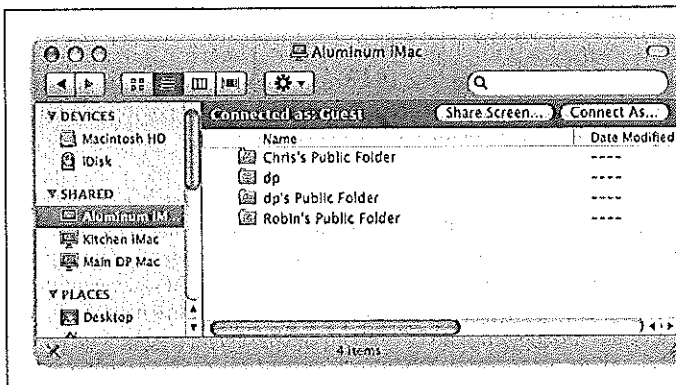 Aluminum iMac
Connected as: Guest
Share Screen...
Connect As...
▼ DEVICES
Macintosh HD
iDisk
▼ SHARED
Aluminum iM
Kitchen iMac
Main DP Mac
▼ PLACES
Desktop
Name
Date Modified
Chris's Public Folder
----
dp
----
dp's Public Folder
----
Robin's Public Folder
----
4 items